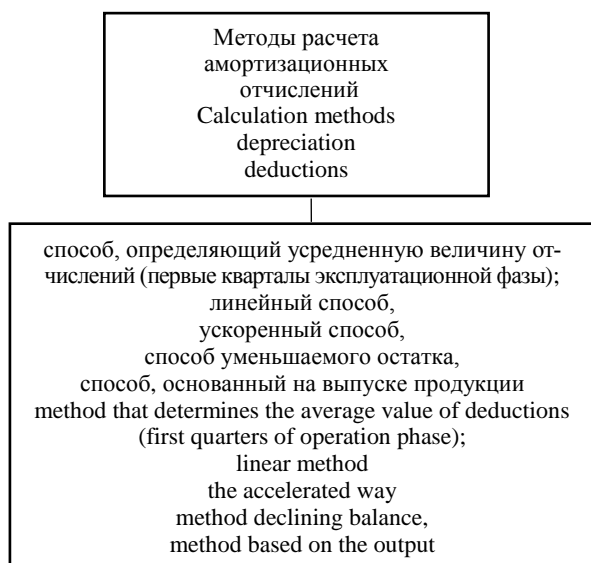 Методы расчета
амортизационных
отчислений
Calculation methods
depreciation
deductions
способ, определяющий усредненную величину от-
числений (первые кварталы эксплуатационной фазы);
линейный способ,
ускоренный способ,
способ уменьшаемого остатка,
способ, основанный на выпуске продукции
method that determines the average value of deductions
(first quarters of operation phase);
linear method
the accelerated way
method declining balance,
method based on the output